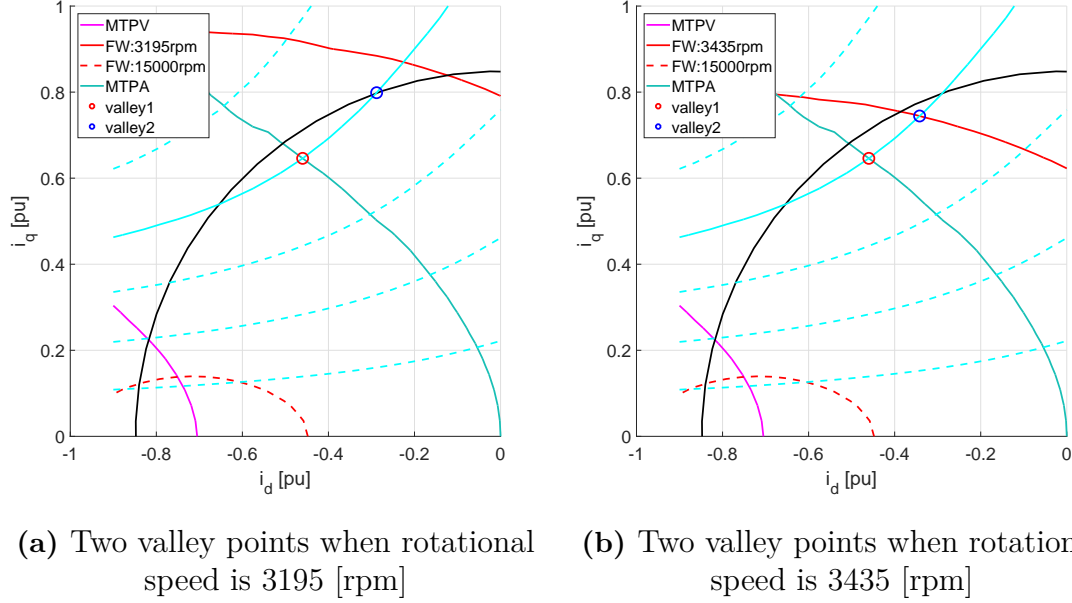 1
0.8
0.6
0.4
0.2
0
-1
-0.8
-0.6
-0.4
-0.2
0
i_q [pu]
i_d [pu]
MTPV
FW:3195rpm
FW:15000rpm
MTPA
valley1
valley2
(a) Two valley points when rotational
speed is 3195 [rpm]
1
0.8
0.6
0.4
0.2
0
-1
-0.8
-0.6
-0.4
-0.2
0
i_q [pu]
i_d [pu]
MTPV
FW:3435rpm
FW:15000rpm
MTPA
valley1
valley2
(b) Two valley points when rotation
speed is 3435 [rpm]